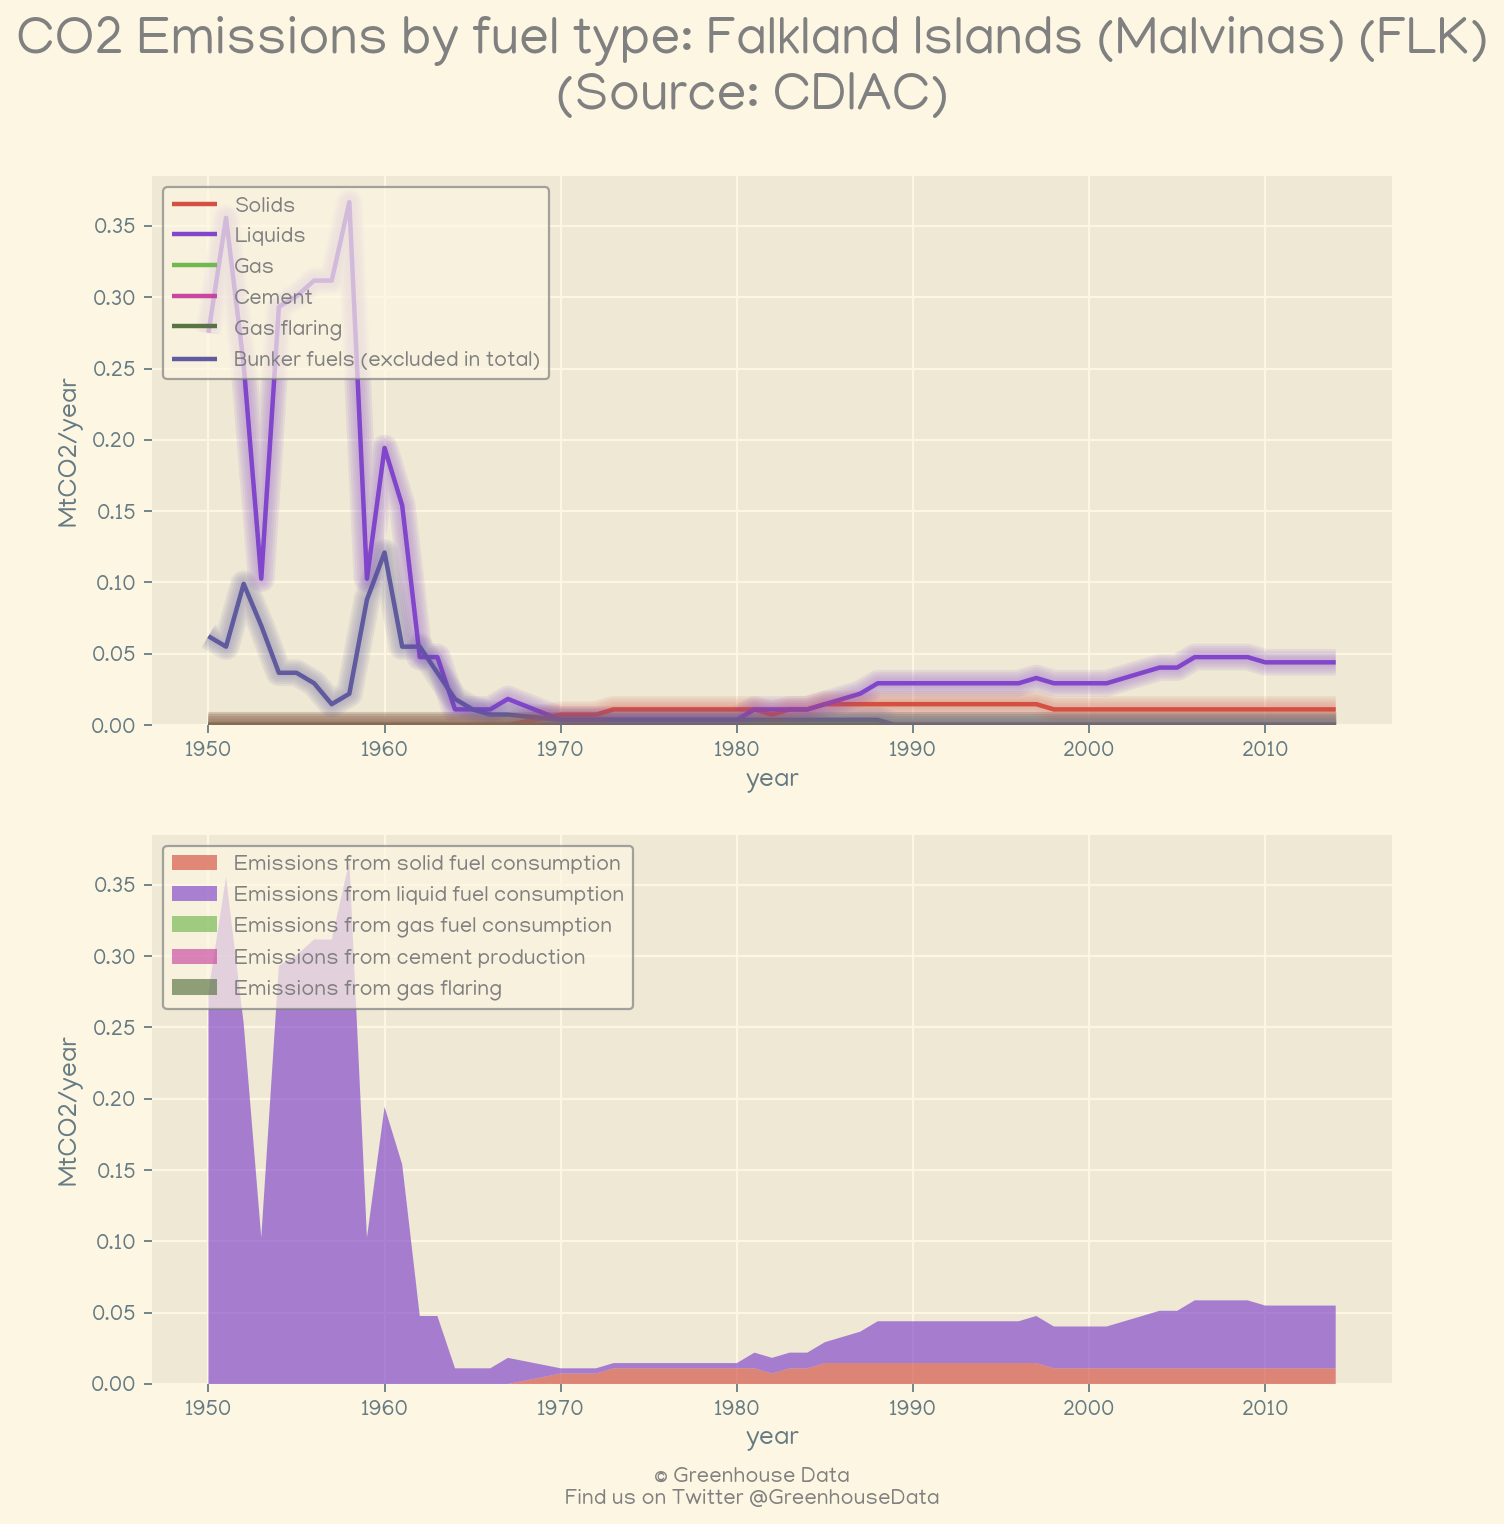 CO2 Emissions by fuel type: Falkland Islands (Malvinas) (FLK)
(Source: CDIAC)
Solids
Liquids
Gas
Cement
Gas flaring
Bunker fuels (excluded in total)
0.35
0.30
0.25
0.20
0.15
0.10
0.05
0.00
MtCO2/year
1950 1960 1970 1980 1990 2000 2010
year
Emissions from solid fuel consumption
Emissions from liquid fuel consumption
Emissions from gas fuel consumption
Emissions from cement production
Emissions from gas flaring
0.35
0.30
0.25
0.20
0.15
0.10
0.05
0.00
MtCO2/year
1950 1960 1970 1980 1990 2000 2010
year
© Greenhouse Data
Find us on Twitter @GreenhouseData